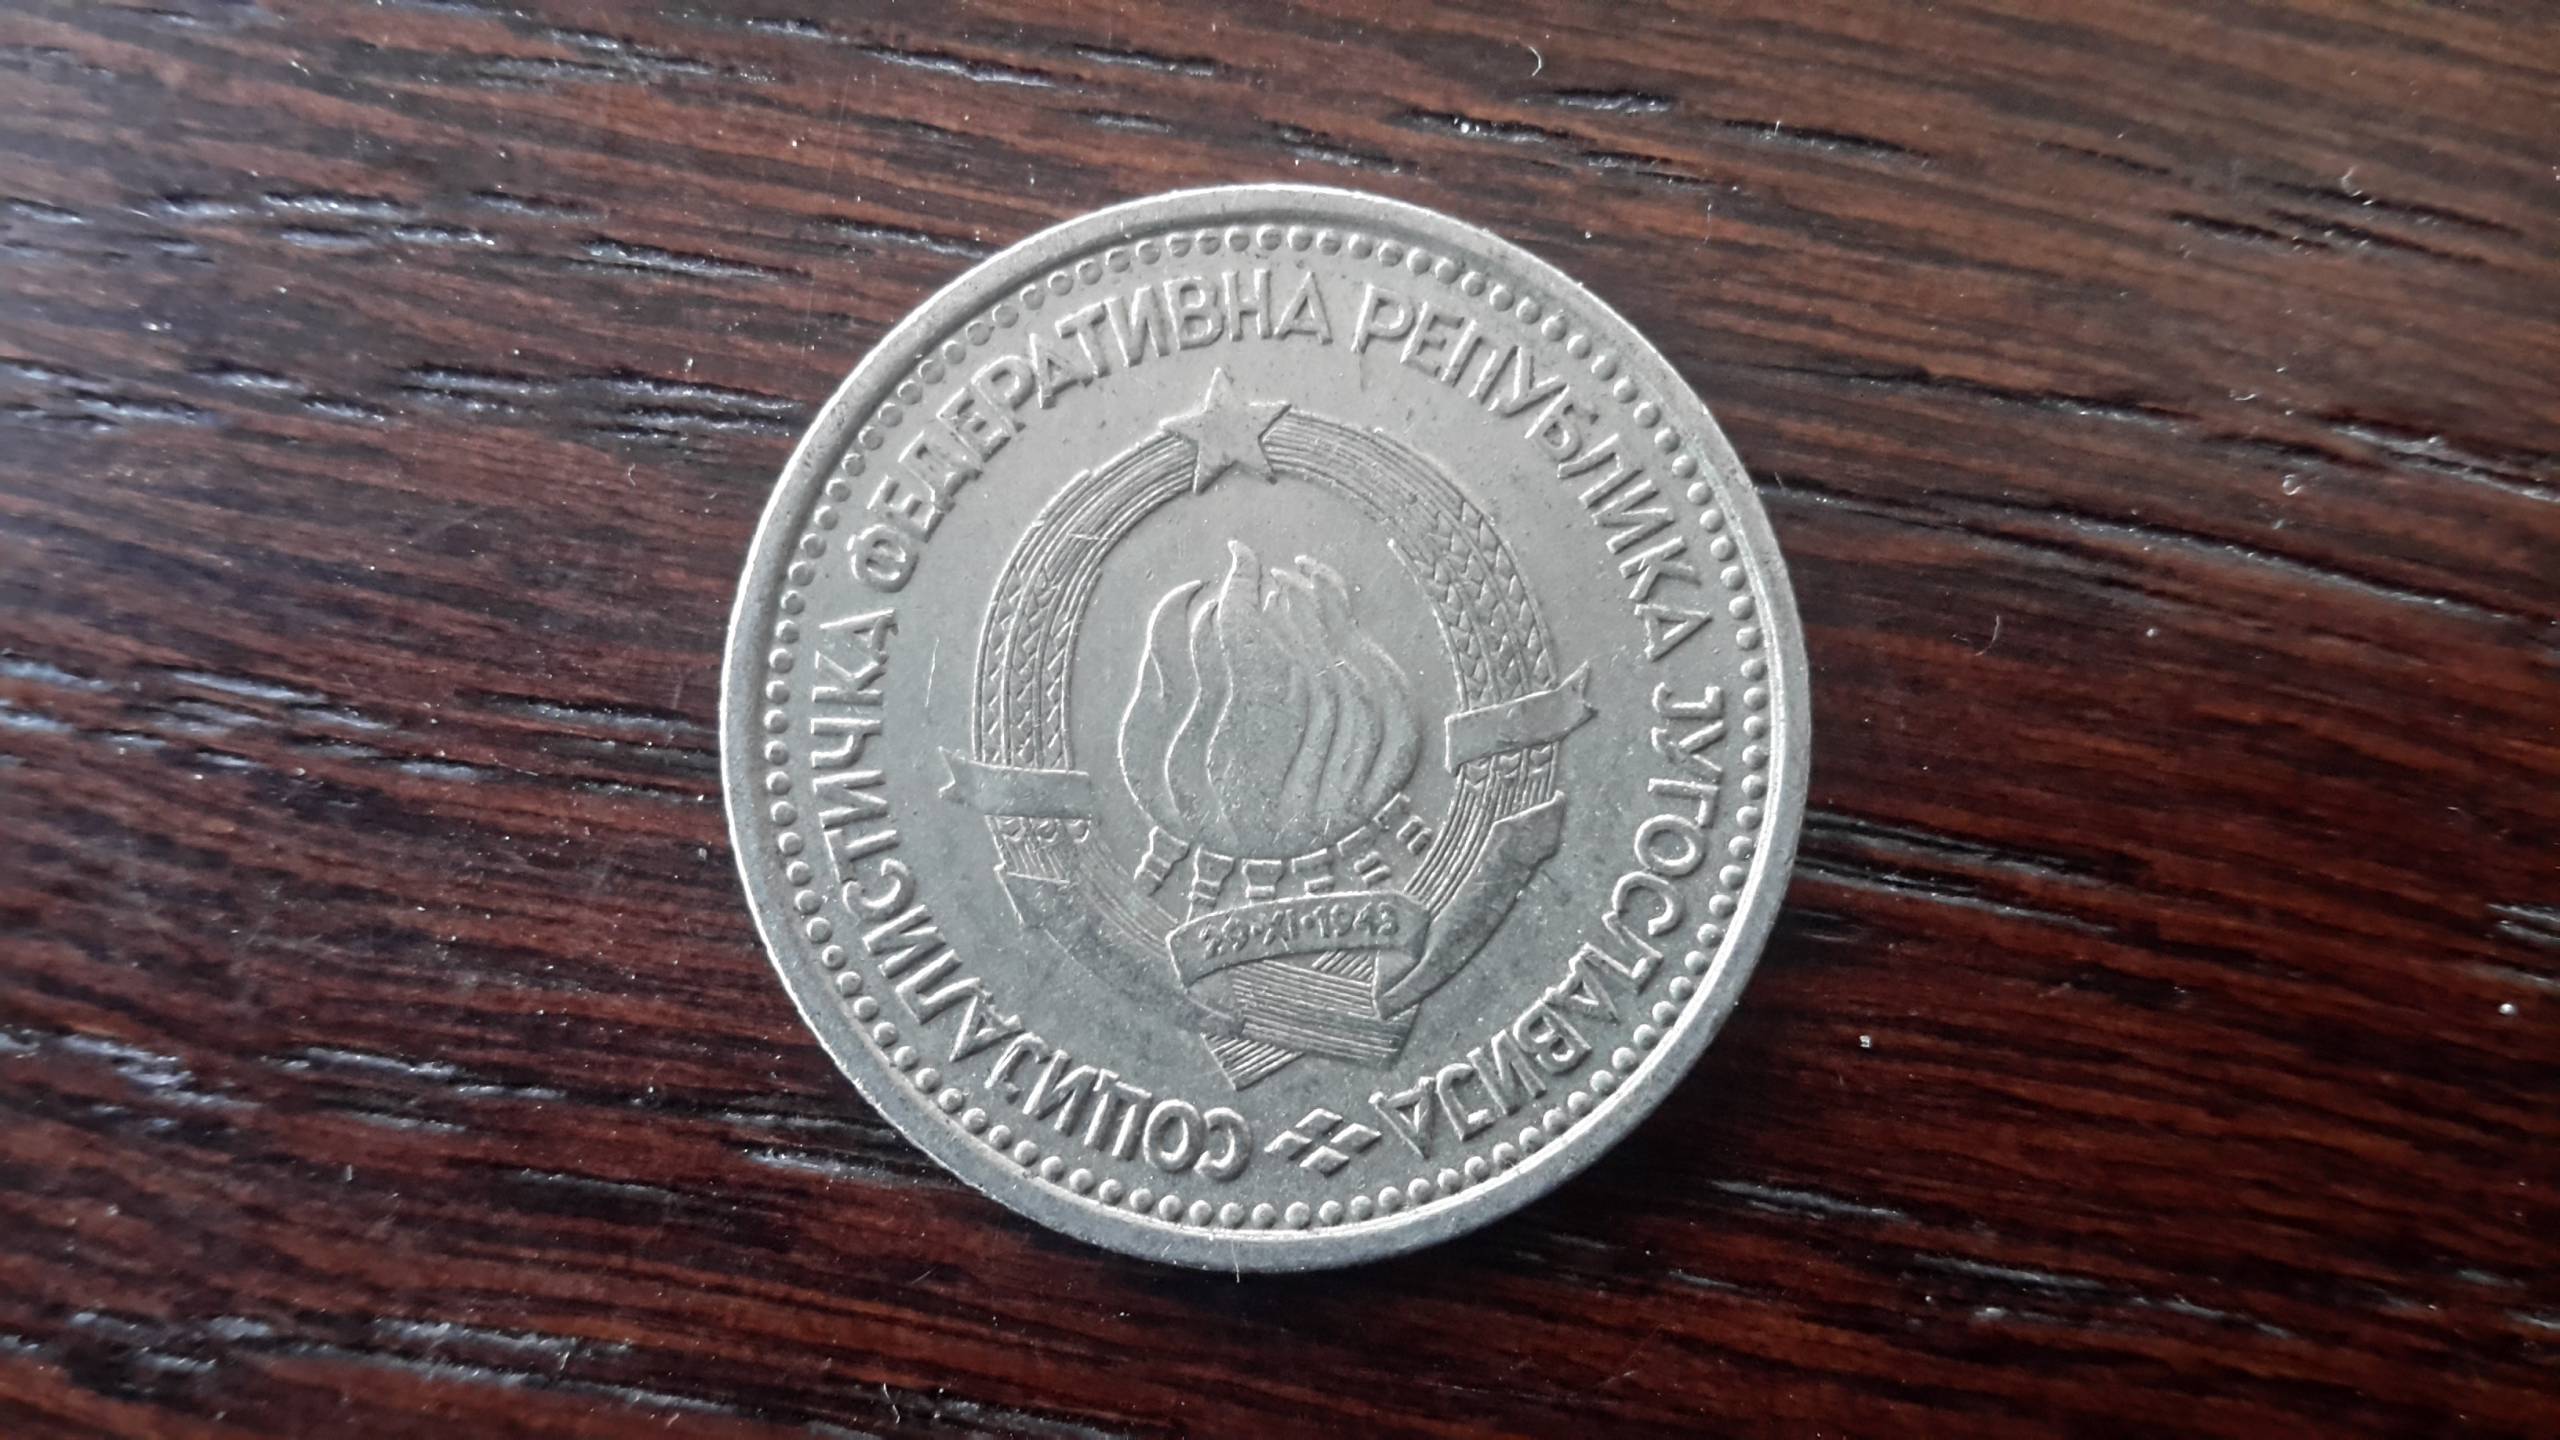 СОЦИЈАЛИСТИЧКА ФЕДЕРАТИВНА РЕПУБЛИКА ЈУГОСЛАВИЈА
29·XI·1943